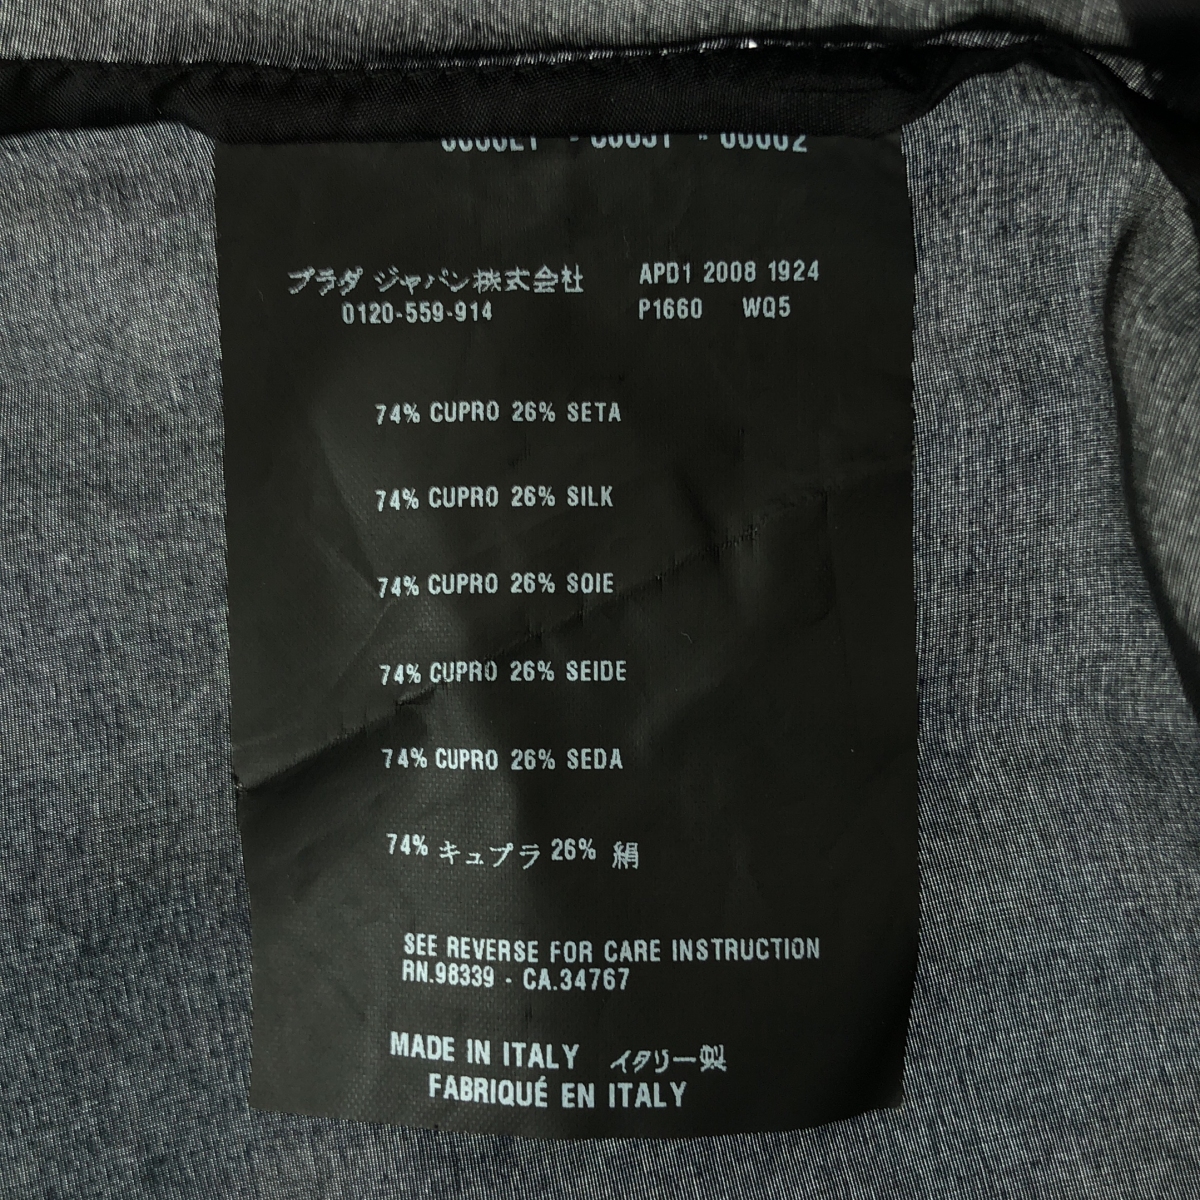 プラダ ジャパン株式会社 APD1 2008 1924
0120-559-914 P1660 WQ5
74% CUPRO 26% SETA
74% CUPRO 26% SILK
74% CUPRO 26% SOIE
74% CUPRO 26% SEIDE
74% CUPRO 26% SEDA
74% キュプラ 26% 絹
SEE REVERSE FOR CARE INSTRUCTION
RN.98339 - CA.34767
MADE IN ITALY イタリー製
FABRIQUÉ EN ITALY